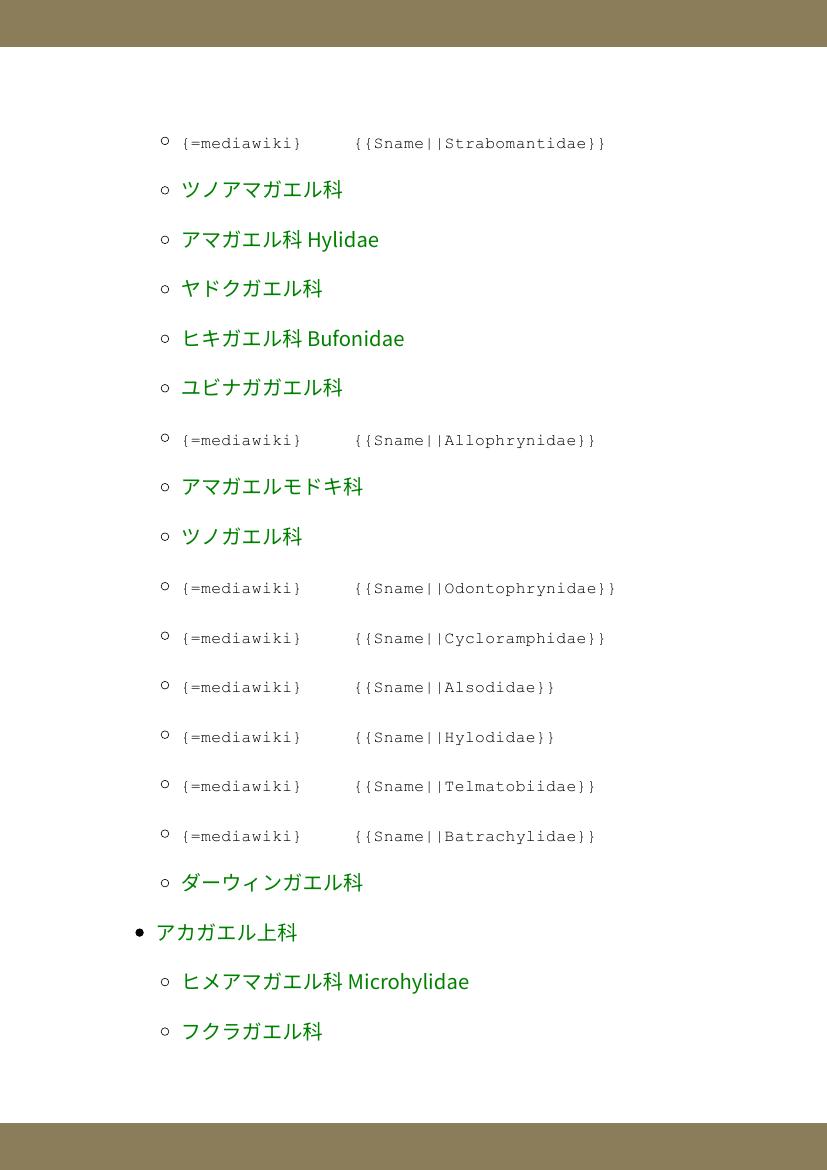 {=mediawiki} {{Sname||Strabomantidae}}
ツノアマガエル科
アマガエル科 Hylidae
ヤドクガエル科
ヒキガエル科 Bufonidae
ユビナガガエル科
{=mediawiki} {{Sname||Allophrynidae}}
アマガエルモドキ科
ツノガエル科
{=mediawiki} {{Sname||Odontophrynidae}}
{=mediawiki} {{Sname||Cycloramphidae}}
{=mediawiki} {{Sname||Alsodidae}}
{=mediawiki} {{Sname||Hylodidae}}
{=mediawiki} {{Sname||Telmatobiidae}}
{=mediawiki} {{Sname||Batrachylidae}}
ダーウィンガエル科
アカガエル上科
ヒメアマガエル科 Microhylidae
フクラガエル科